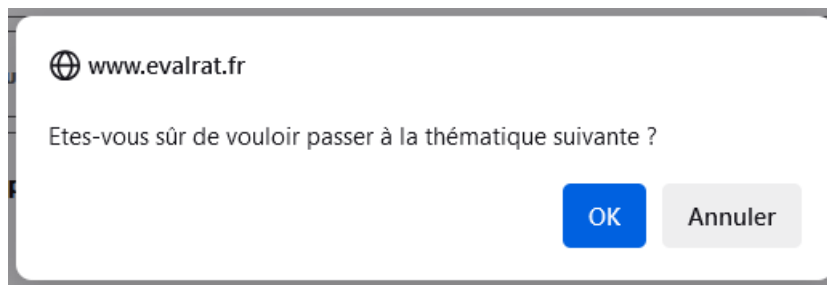 www.evalrat.fr
Etes-vous sûr de vouloir passer à la thématique suivante ?
OK Annuler